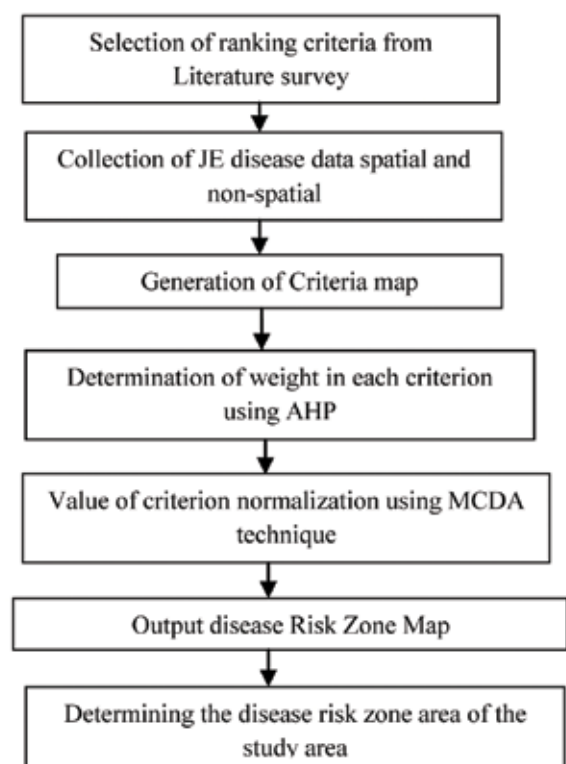 Selection of ranking criteria from
Literature survey
Collection of JE disease data spatial and
non-spatial
Generation of Criteria map
Determination of weight in each criterion
using AHP
Value of criterion normalization using MCDA
technique
Output disease Risk Zone Map
Determining the disease risk zone area of the
study area